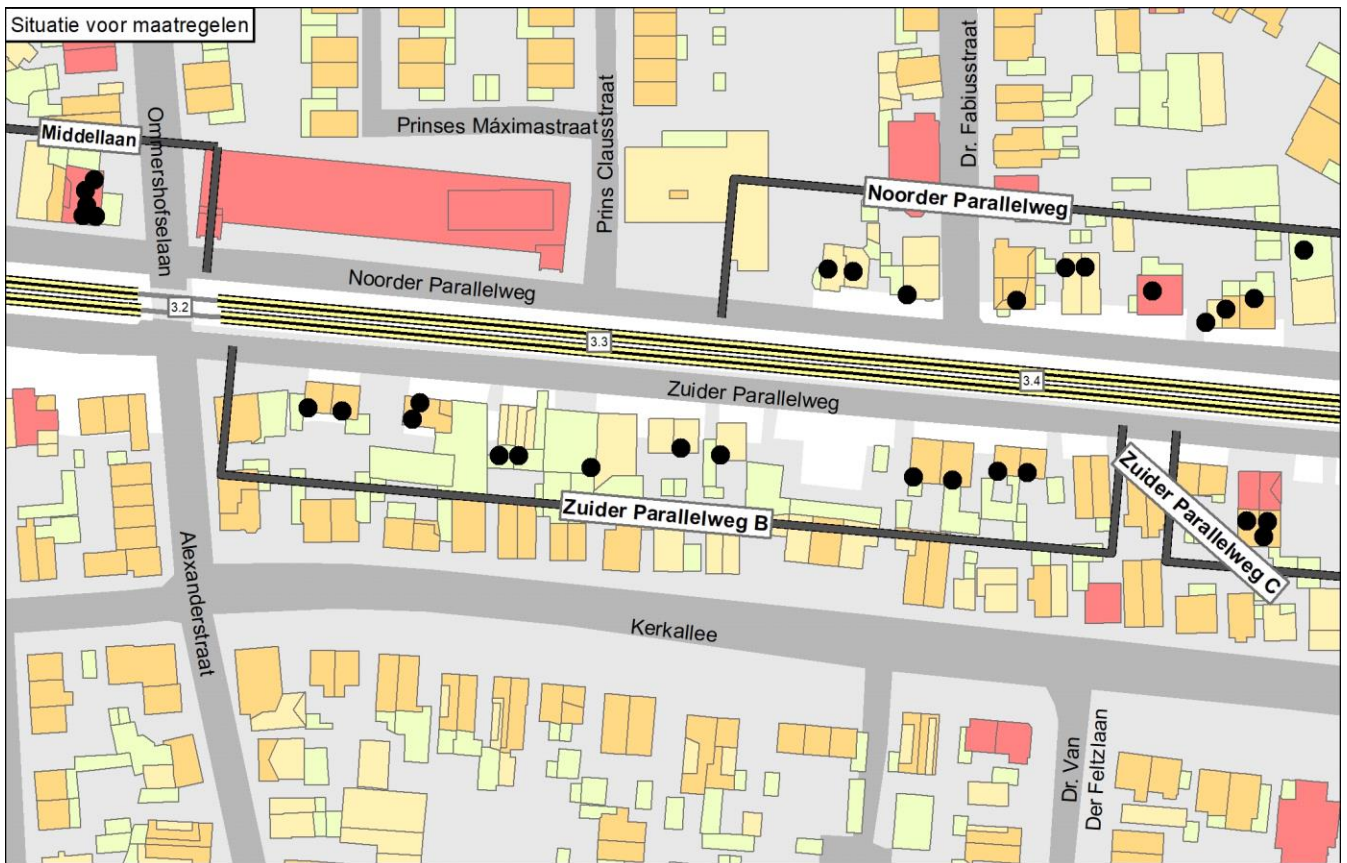 Situatie voor maatregelen
Middellaan
Ommershofselaan
Prinses Máximastraat
Prins Clausstraat
Dr. Fabiusstraat
Noorder Parallelweg
Noorder Parallelweg
3.2
3.3
3.4
Zuider Parallelweg
Zuider Parallelweg B
Zuider Parallelweg C
Alexanderstraat
Kerkallee
Dr. Van
Der Feltzlaan